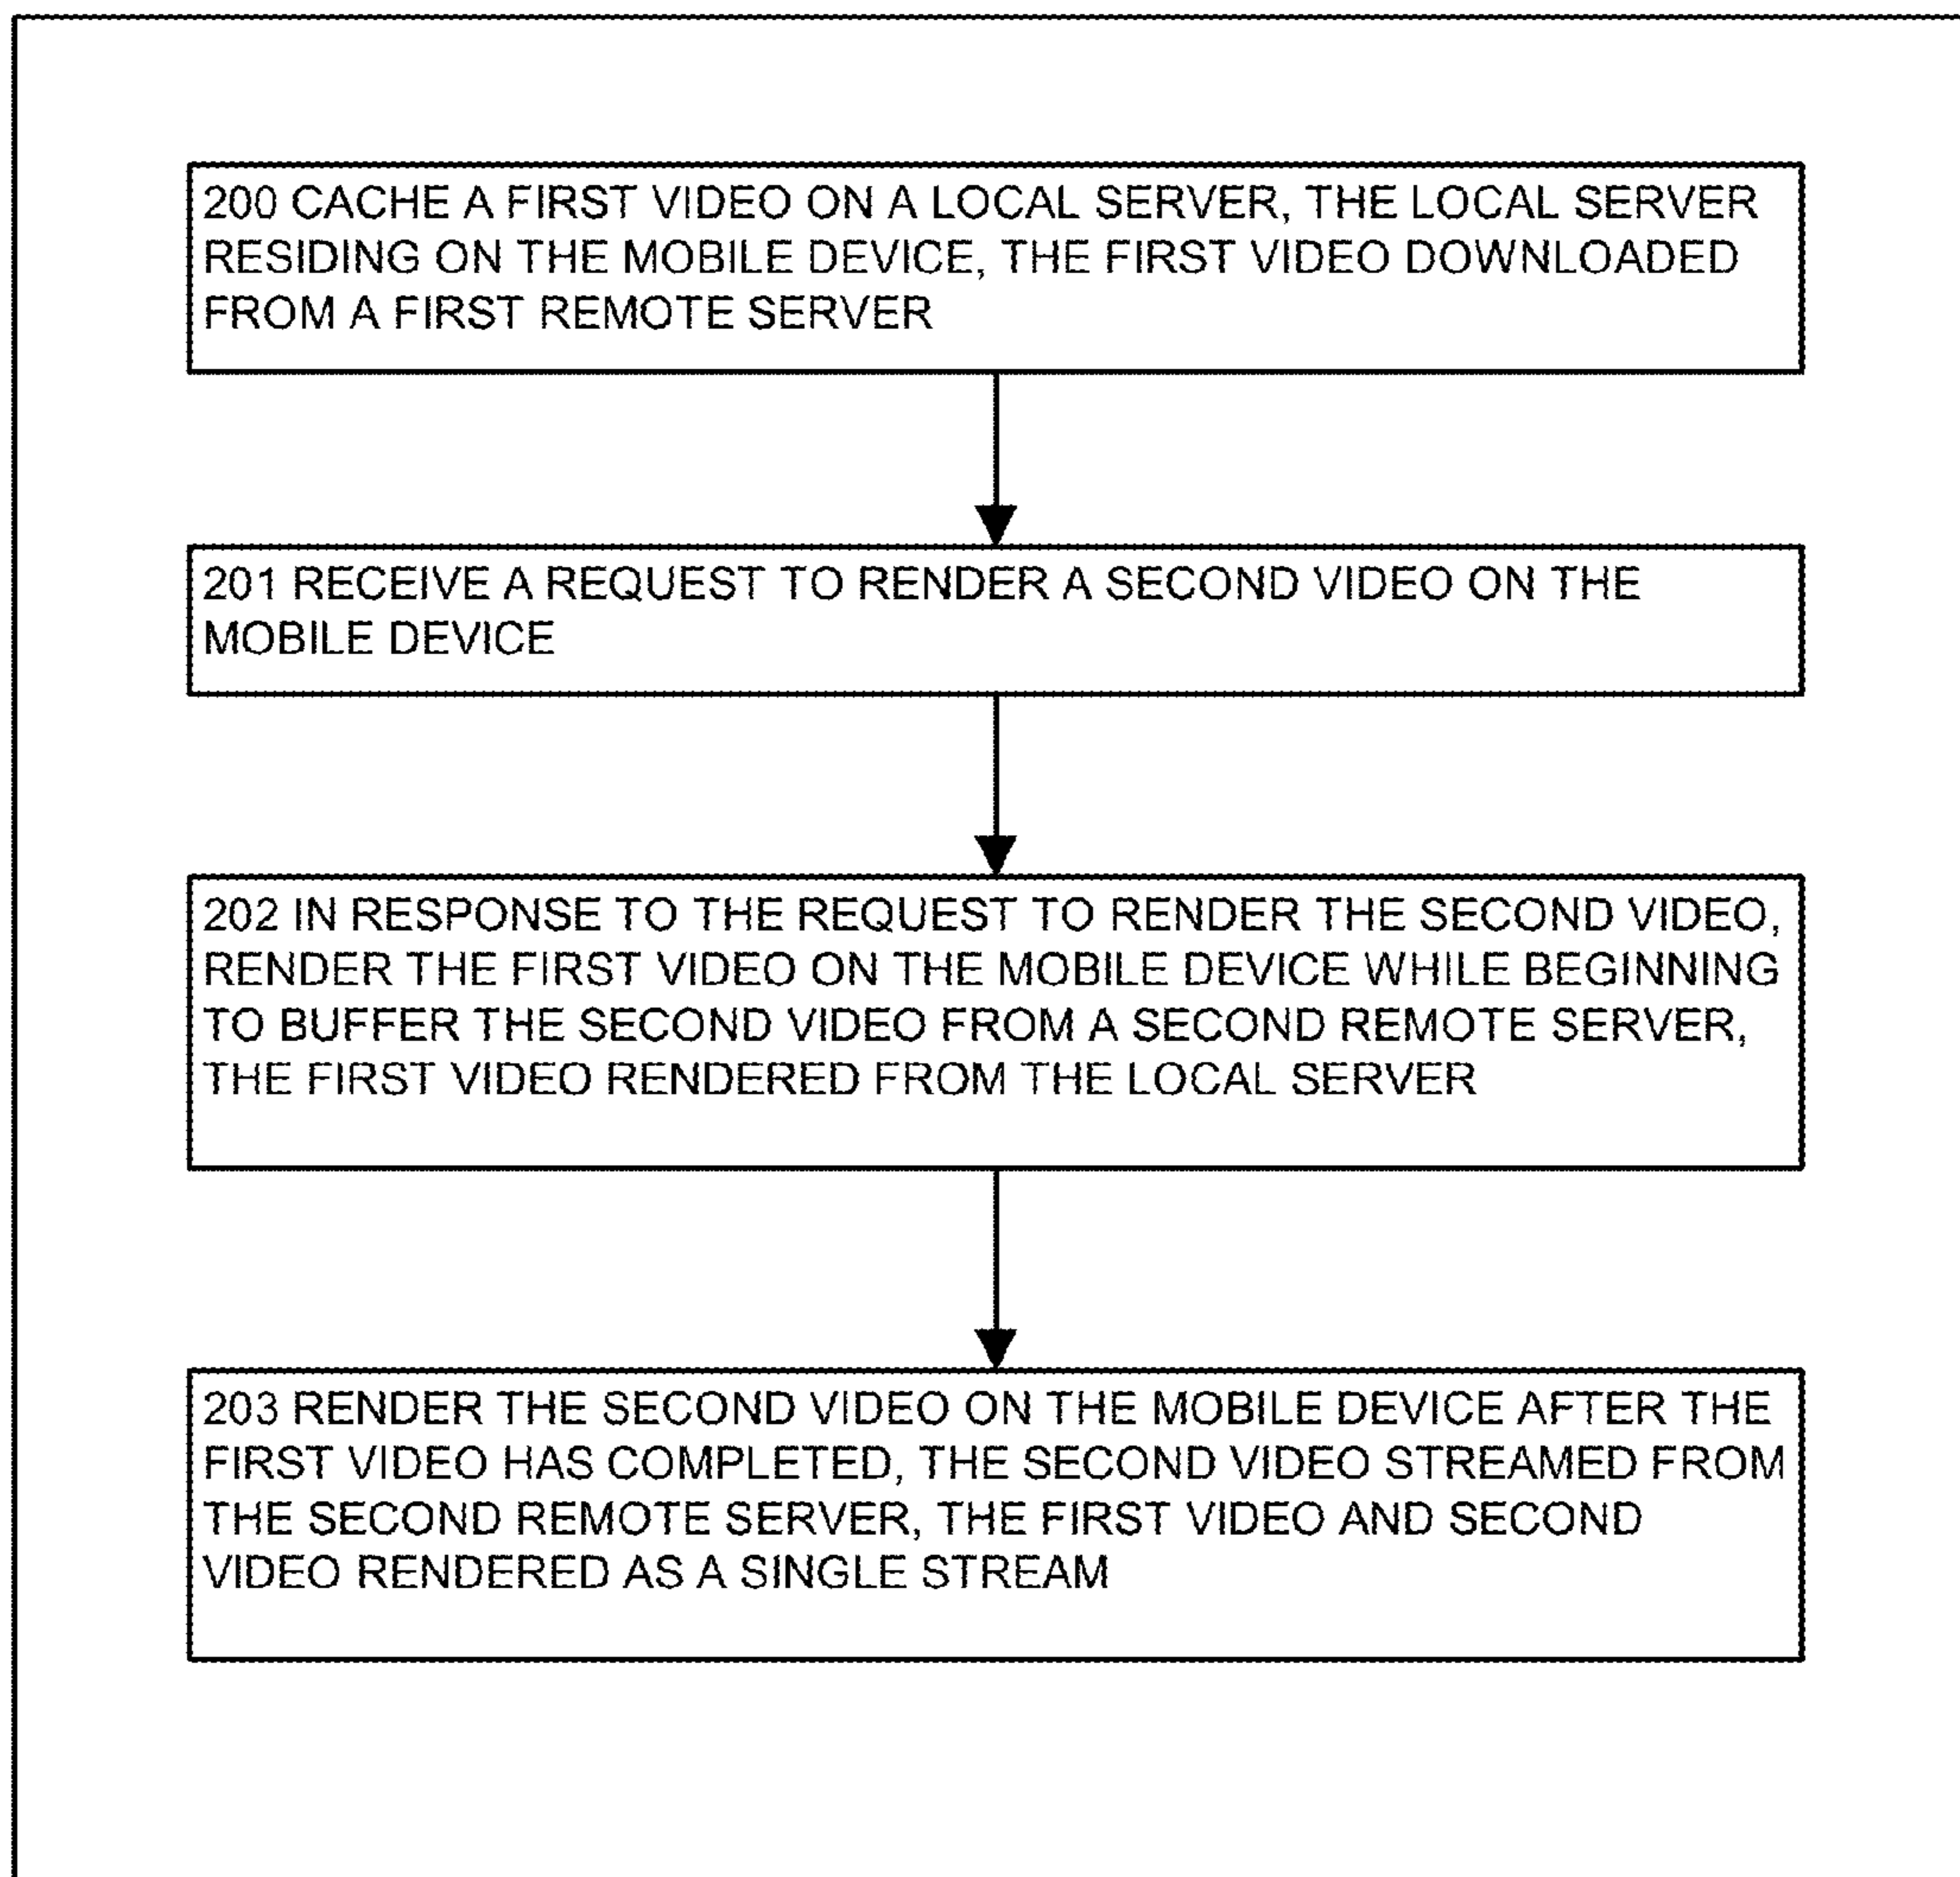 200 CACHE A FIRST VIDEO ON A LOCAL SERVER, THE LOCAL SERVER
RESIDING ON THE MOBILE DEVICE, THE FIRST VIDEO DOWNLOADED
FROM A FIRST REMOTE SERVER
201 RECEIVE A REQUEST TO RENDER A SECOND VIDEO ON THE
MOBILE DEVICE
202 IN RESPONSE TO THE REQUEST TO RENDER THE SECOND VIDEO,
RENDER THE FIRST VIDEO ON THE MOBILE DEVICE WHILE BEGINNING
TO BUFFER THE SECOND VIDEO FROM A SECOND REMOTE SERVER,
THE FIRST VIDEO RENDERED FROM THE LOCAL SERVER
203 RENDER THE SECOND VIDEO ON THE MOBILE DEVICE AFTER THE
FIRST VIDEO HAS COMPLETED, THE SECOND VIDEO STREAMED FROM
THE SECOND REMOTE SERVER, THE FIRST VIDEO AND SECOND
VIDEO RENDERED AS A SINGLE STREAM